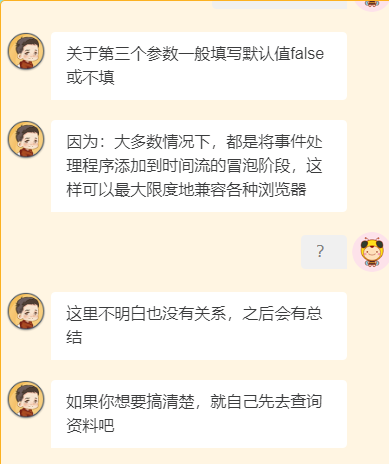 关于第三个参数一般填写默认值false
或不填
因为：大多数情况下，都是将事件处
理程序添加到时间流的冒泡阶段，这
样可以最大限度地兼容各种浏览器
？
这里不明白也没有关系，之后会有总
结
如果你想要搞清楚，就自己先去查询
资料吧